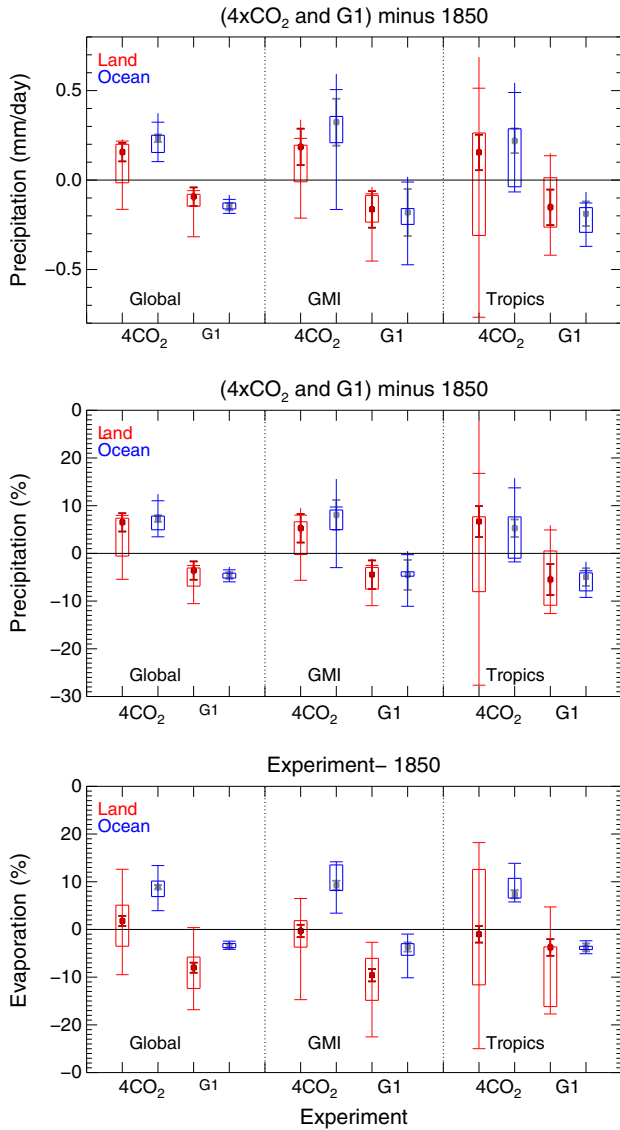 (4xCO₂ and G1) minus 1850
Precipitation (mm/day)
0.5
0.0
−0.5
Land
Ocean
Global
GMI
Tropics
4CO₂ G1 4CO₂ G1 4CO₂ G1
(4xCO₂ and G1) minus 1850
Precipitation (%)
0
20
10
0
−10
−20
−30
Land
Ocean
Global
GMI
Tropics
4CO₂ G1 4CO₂ G1 4CO₂ G1
Experiment− 1850
Evaporation (%)
0
20
10
0
−10
−20
−0
Land
Ocean
Global
GMI
Tropics
4CO₂ G1 4CO₂ G1 4CO₂ G1
Experiment